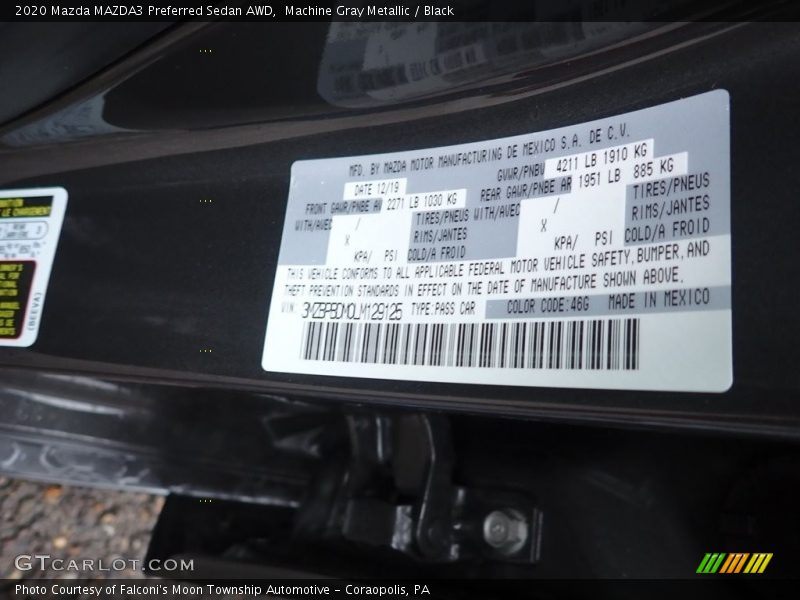 2020 Mazda MAZDA3 Preferred Sedan AWD, Machine Gray Metallic / Black
MFD. BY MAZDA MOTOR MANUFACTURING DE MEXICO S.A. DE C.V.
DATE 12/19 GVWR/PNBV 4211 LB 1910 KG
FRONT GAWR/PNBE AV 2271 LB 1030 KG REAR GAWR/PNBE AR 1951 LB 885 KG
WITH/AVEC / TIRES/PNEUS WITH/AVEC / TIRES/PNEUS
X RIMS/JANTES X RIMS/JANTES
KPA/ PSI COLD/A FROID KPA/ PSI COLD/A FROID
THIS VEHICLE CONFORMS TO ALL APPLICABLE FEDERAL MOTOR VEHICLE SAFETY, BUMPER, AND
THEFT PREVENTION STANDARDS IN EFFECT ON THE DATE OF MANUFACTURE SHOWN ABOVE.
VIN: 3MZBPBDM0LM129125 TYPE: PASS CAR COLOR CODE: 46G MADE IN MEXICO
(BEEVA)
GTCARLOT.COM
Photo Courtesy of Falconi's Moon Township Automotive - Coraopolis, PA